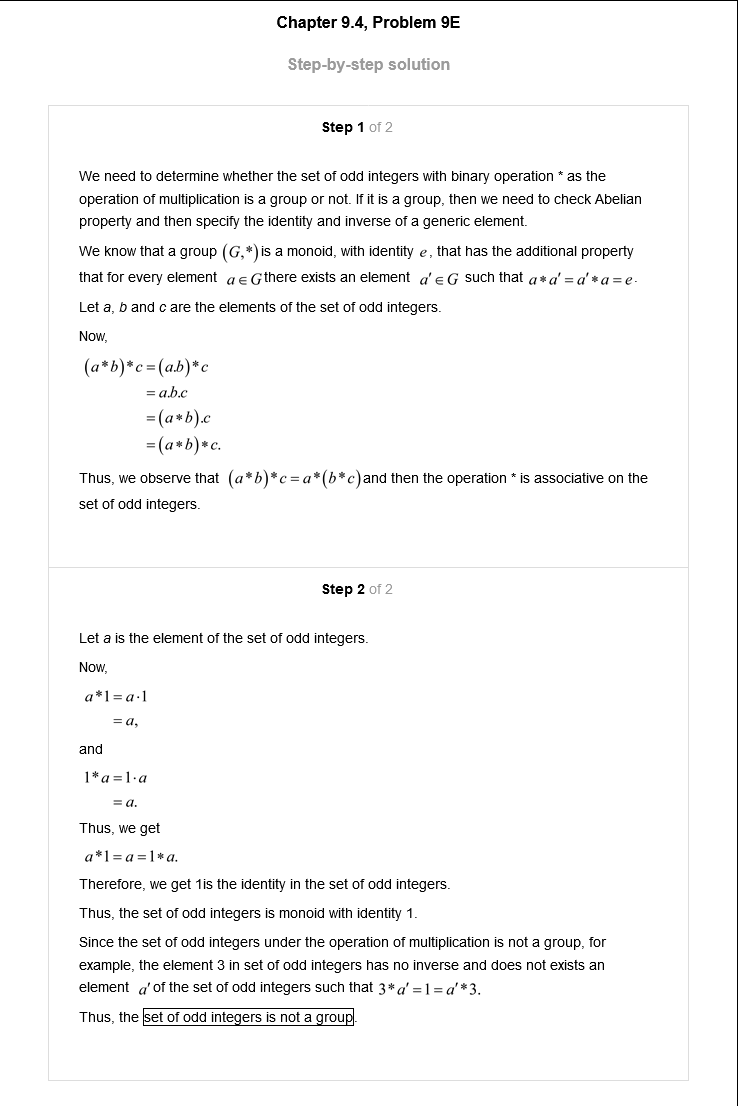 Chapter 9.4, Problem 9E
Step-by-step solution
Step 1 of 2
We need to determine whether the set of odd integers with binary operation * as the
operation of multiplication is a group or not. If it is a group, then we need to check Abelian
property and then specify the identity and inverse of a generic element.
We know that a group (G,*) is a monoid, with identity e, that has the additional property
that for every element a ∈ G there exists an element a' ∈ G such that a * a' = a' * a = e.
Let a, b and c are the elements of the set of odd integers.
Now,
(a*b)*c = (a.b)*c
= a.b.c
= (a*b).c
= (a*b)*c.
Thus, we observe that (a*b)*c = a*(b*c) and then the operation * is associative on the
set of odd integers.
Step 2 of 2
Let a is the element of the set of odd integers.
Now,
a*1 = a·1
= a,
and
1*a = 1·a
= a.
Thus, we get
a*1 = a = 1*a.
Therefore, we get 1is the identity in the set of odd integers.
Thus, the set of odd integers is monoid with identity 1.
Since the set of odd integers under the operation of multiplication is not a group, for
example, the element 3 in set of odd integers has no inverse and does not exists an
element a' of the set of odd integers such that 3*a' = 1 = a'*3.
Thus, the set of odd integers is not a group.